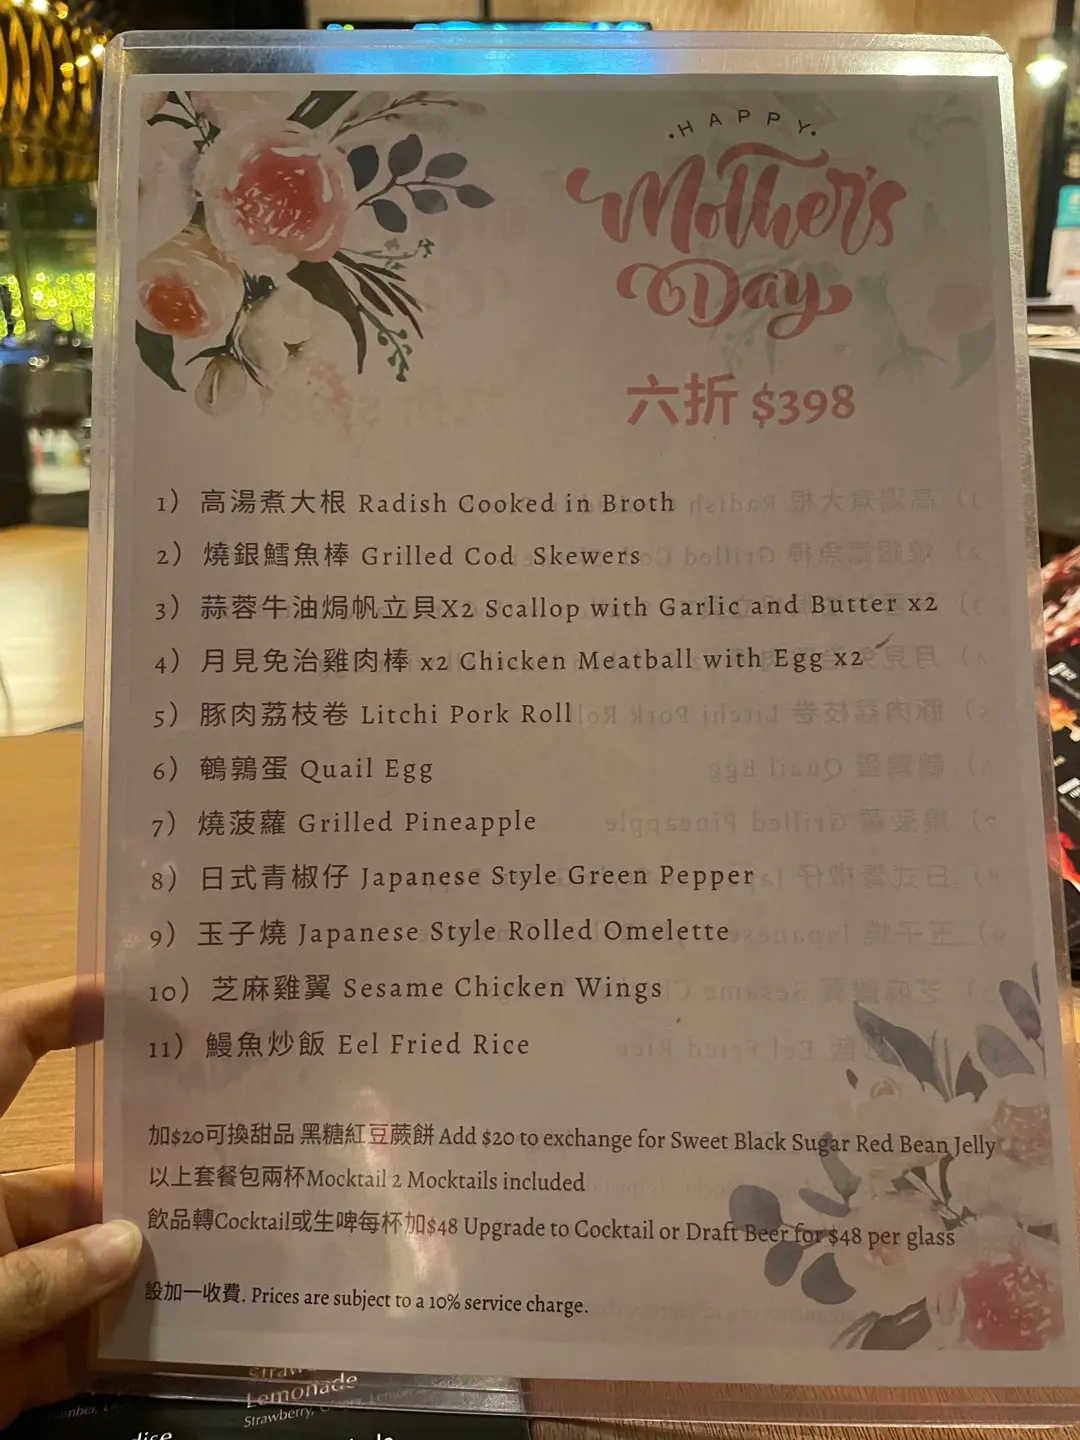 ·HAPPY·
Mother's
Day
六折 $398
1) 高湯煮大根 Radish Cooked in Broth
2) 燒銀鱈魚棒 Grilled Cod Skewers
3) 蒜蓉牛油焗帆立貝X2 Scallop with Garlic and Butter x2
4) 月見免治雞肉棒 x2 Chicken Meatball with Egg x2
5) 豚肉荔枝卷 Litchi Pork Roll
6) 鵪鶉蛋 Quail Egg
7) 燒菠蘿 Grilled Pineapple
8) 日式青椒仔 Japanese Style Green Pepper
9) 玉子燒 Japanese Style Rolled Omelette
10) 芝麻雞翼 Sesame Chicken Wings
11) 鰻魚炒飯 Eel Fried Rice
加$20可換甜品 黑糖紅豆蕨餅 Add $20 to exchange for Sweet Black Sugar Red Bean Jelly
以上套餐包兩杯Mocktail 2 Mocktails included
飲品轉Cocktail或生啤每杯加$48 Upgrade to Cocktail or Draft Beer for $48 per glass
設加一收費. Prices are subject to a 10% service charge.
Lemonade
Strawberry,